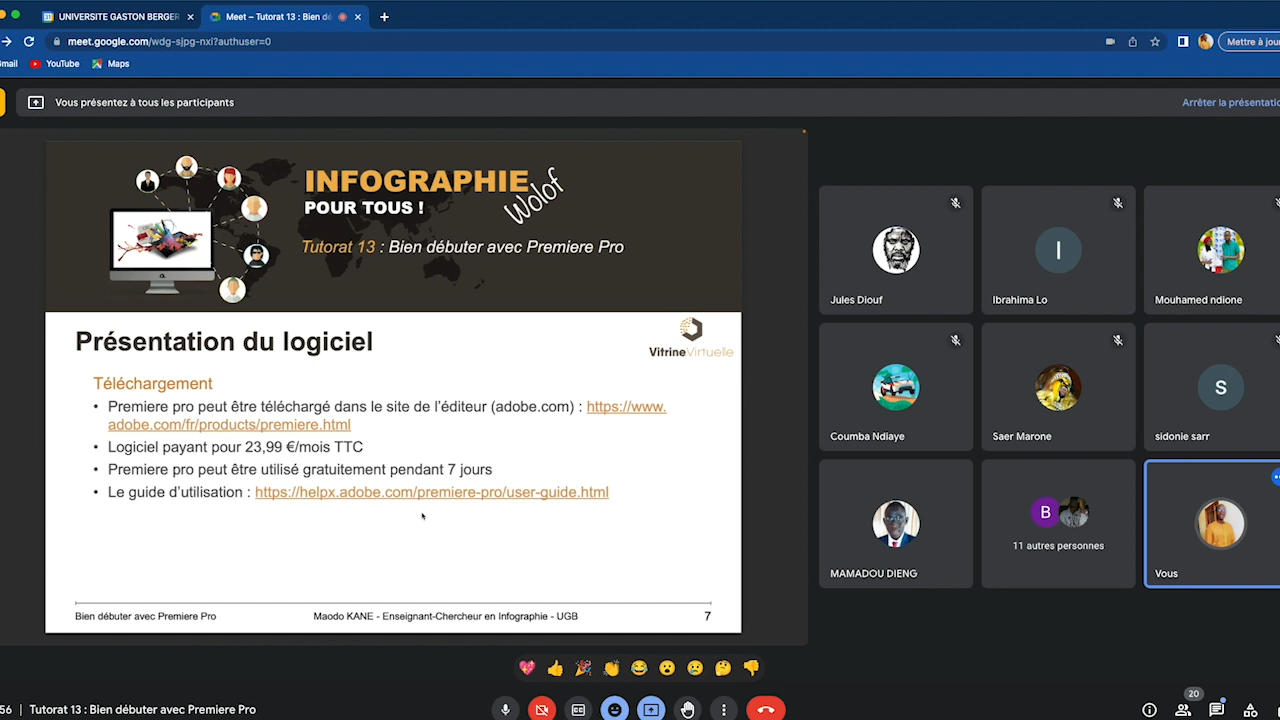 UNIVERSITE GASTON BERGER
Meet – Tutorat 13 : Bien dé
meet.google.com/wdg-sjpg-nxi?authuser=0
Mettre à jou
mail
YouTube
Maps
Vous présentez à tous les participants
Arrêter la présentatio
INFOGRAPHIE
Wolof
POUR TOUS !
Tutorat 13 : Bien débuter avec Premiere Pro
Présentation du logiciel
VitrineVirtuelle
Téléchargement
• Premiere pro peut être téléchargé dans le site de l'éditeur (adobe.com) : https://www.
adobe.com/fr/products/premiere.html
• Logiciel payant pour 23,99 €/mois TTC
• Premiere pro peut être utilisé gratuitement pendant 7 jours
• Le guide d'utilisation : https://helpx.adobe.com/premiere-pro/user-guide.html
Bien débuter avec Premiere Pro
Maodo KANE - Enseignant-Chercheur en Infographie - UGB
7
Jules Diouf
I
Ibrahima Lo
Mouhamed ndione
Coumba Ndiaye
Saer Marone
S
sidonie sarr
MAMADOU DIENG
B
11 autres personnes
Vous
56 | Tutorat 13 : Bien débuter avec Premiere Pro
20